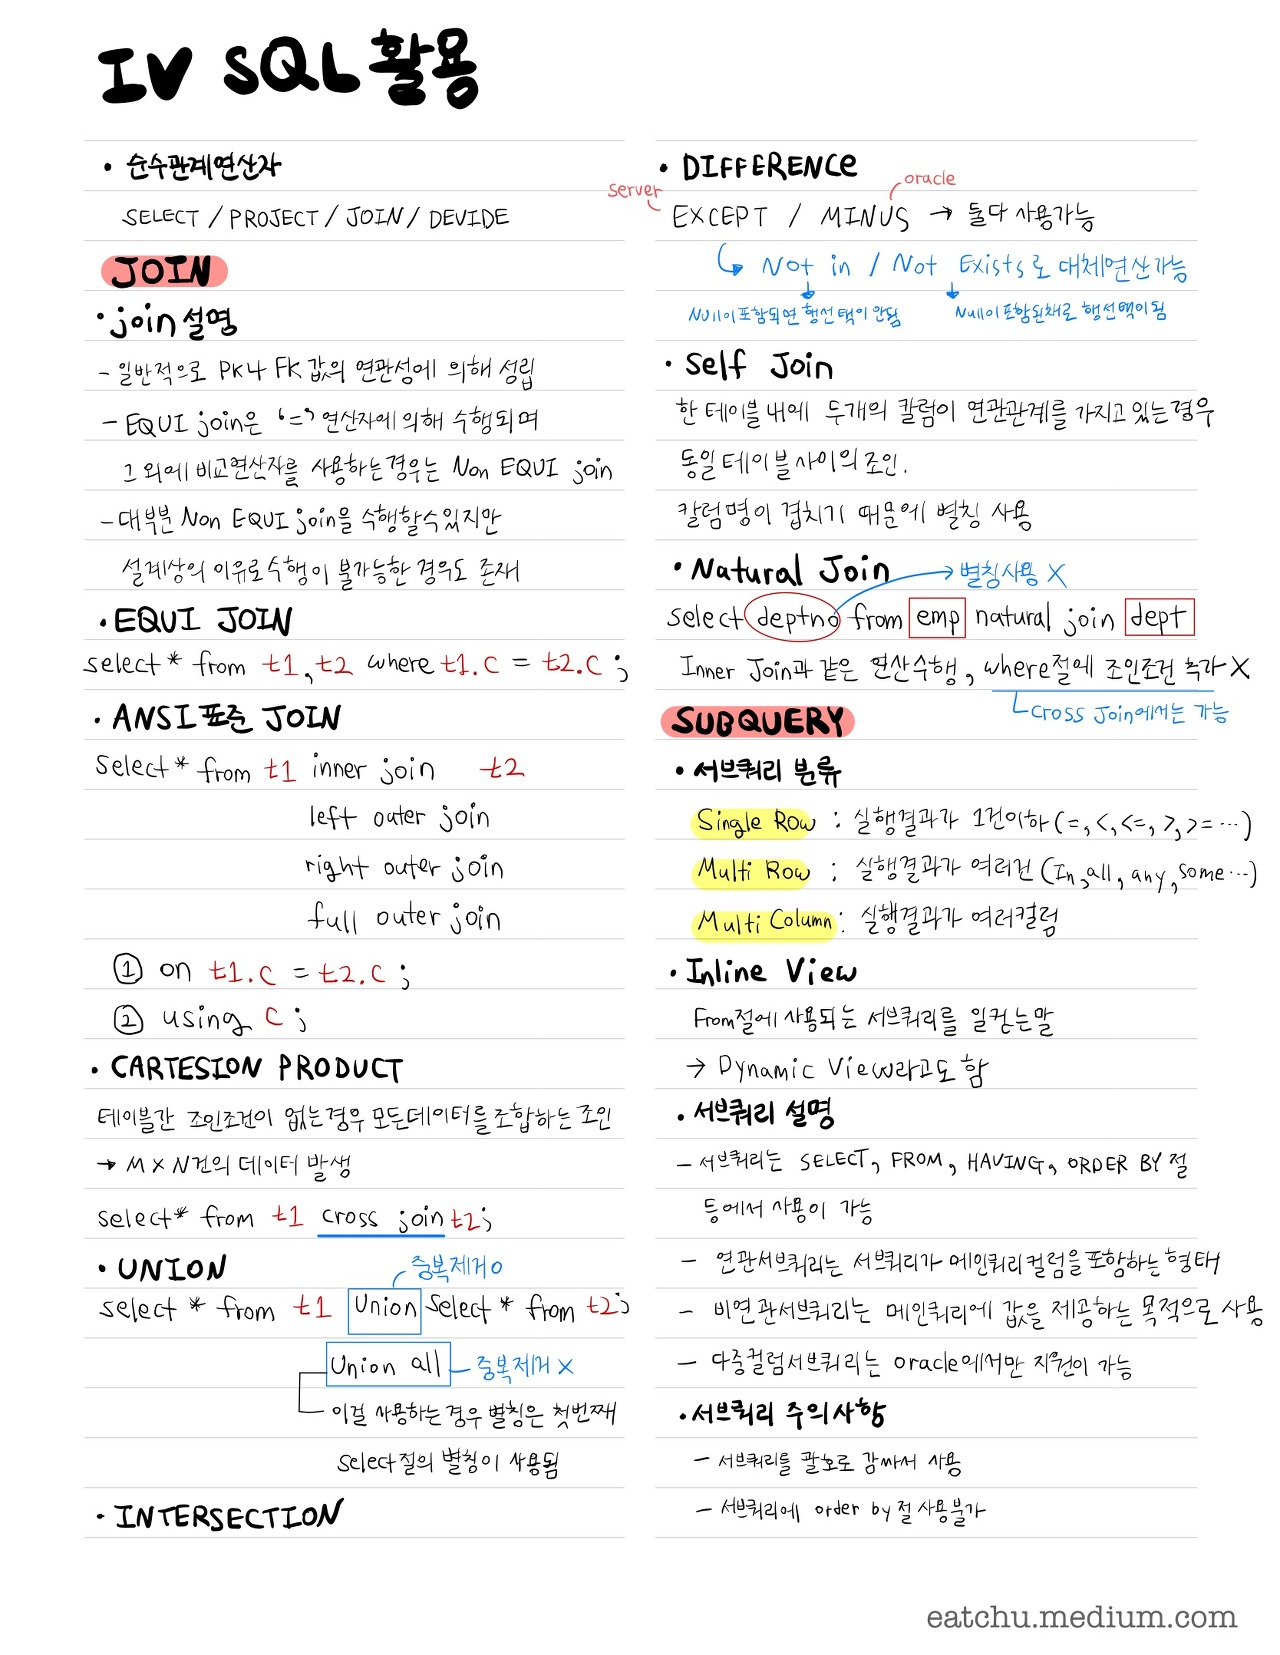 IV SQL 활용
• 순수관계연산자
SELECT / PROJECT / JOIN / DEVIDE
JOIN
• join 설명
- 일반적으로 PK나 FK 값의 연관성에 의해 성립
- EQUI join은 '=' 연산자에 의해 수행되며
그 외에 비교연산자를 사용하는 경우는 Non EQUI join
- 대부분 Non EQUI join을 수행할 수 있지만
설계상의 이유로 수행이 불가능한 경우도 존재
• EQUI JOIN
select * from t1, t2 where t1.C = t2.C ;
• ANSI 표준 JOIN
Select * from t1 inner join t2
left outer join
right outer join
full outer join
① on t1.C = t2.C ;
② using C ;
• CARTESION PRODUCT
테이블간 조인조건이 없는경우 모든데이터를 조합하는 조인
→ M X N건의 데이터 발생
select * from t1 cross join t2;
• UNION
중복제거 O
select * from t1 Union Select * from t2;
Union all - 중복제거 X
이걸 사용하는 경우 별칭은 첫번째
Select 절의 별칭이 사용됨
• INTERSECTION
• DIFFERENCE
server
oracle
EXCEPT / MINUS → 둘다 사용가능
Not in / Not Exists로 대체연산가능
Null이 포함되면 행선택이 안됨
Null이 포함된채로 행선택이됨
• Self Join
한 테이블 내에 두개의 칼럼이 연관관계를 가지고 있는 경우
동일 테이블 사이의 조인.
칼럼명이 겹치기 때문에 별칭 사용
• Natural Join
별칭사용 X
select deptno from emp natural join dept
Inner Join과 같은 연산수행, where절에 조인조건 추가 X
Cross Join에서는 가능
SUBQUERY
• 서브쿼리 분류
Single Row : 실행결과가 1건이하 (=, <, <=, >, >= ...)
Multi Row : 실행결과가 여러건 (In, all, any, some ...)
Multi Column : 실행결과가 여러컬럼
• Inline View
From절에 사용되는 서브쿼리를 일컫는말
→ Dynamic View라고도 함
• 서브쿼리 설명
- 서브쿼리는 SELECT, FROM, HAVING, ORDER BY 절
등에서 사용이 가능
- 연관서브쿼리는 서브쿼리가 메인쿼리컬럼을 포함하는 형태
- 비연관서브쿼리는 메인쿼리에 값을 제공하는 목적으로 사용
- 다중컬럼서브쿼리는 oracle에서만 지원이 가능
• 서브쿼리 주의사항
- 서브쿼리를 괄호로 감싸서 사용
- 서브쿼리에 order by 절 사용불가
eatchu.medium.com